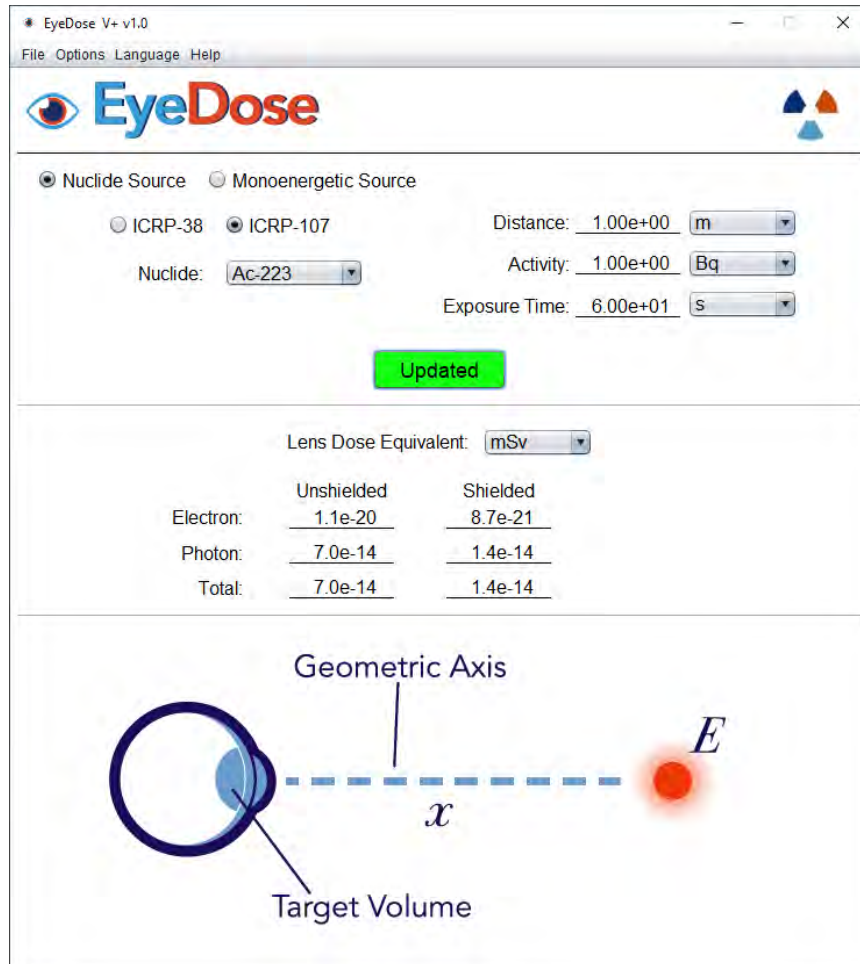 EyeDose V+ v1.0
File Options Language Help
EyeDose
Nuclide Source Monoenergetic Source
ICRP-38 ICRP-107
Distance: 1.00e+00 m
Nuclide: Ac-223
Activity: 1.00e+00 Bq
Exposure Time: 6.00e+01 s
Updated
Lens Dose Equivalent: mSv
Unshielded Shielded
Electron: 1.1e-20 8.7e-21
Photon: 7.0e-14 1.4e-14
Total: 7.0e-14 1.4e-14
Geometric Axis
E
x
Target Volume